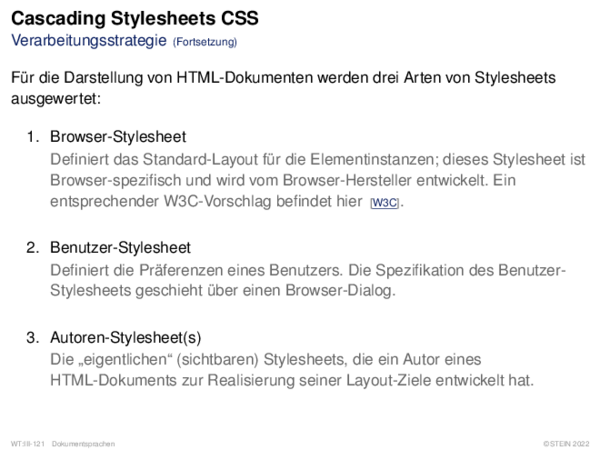 Cascading Stylesheets CSS
Verarbeitungsstrategie (Fortsetzung)
Für die Darstellung von HTML-Dokumenten werden drei Arten von Stylesheets
ausgewertet:
1. Browser-Stylesheet
Definiert das Standard-Layout für die Elementinstanzen; dieses Stylesheet ist
Browser-spezifisch und wird vom Browser-Hersteller entwickelt. Ein
entsprechender W3C-Vorschlag befindet hier [W3C].
2. Benutzer-Stylesheet
Definiert die Präferenzen eines Benutzers. Die Spezifikation des Benutzer-
Stylesheets geschieht über einen Browser-Dialog.
3. Autoren-Stylesheet(s)
Die „eigentlichen“ (sichtbaren) Stylesheets, die ein Autor eines
HTML-Dokuments zur Realisierung seiner Layout-Ziele entwickelt hat.
WT:III-121 Dokumentsprachen
©STEIN 2022